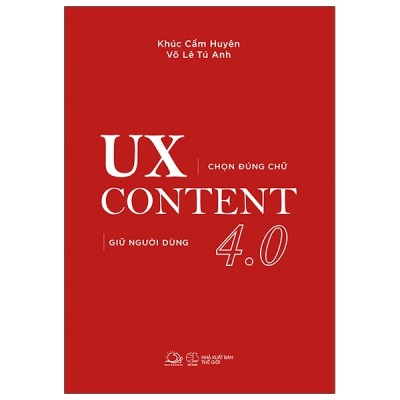 Khúc Cẩm Huyên
Võ Lê Tú Anh
UX
CHỌN ĐÚNG CHỮ
CONTENT
GIỮ NGƯỜI DÙNG
4.0
NHÀ XUẤT BẢN
THẾ GIỚI